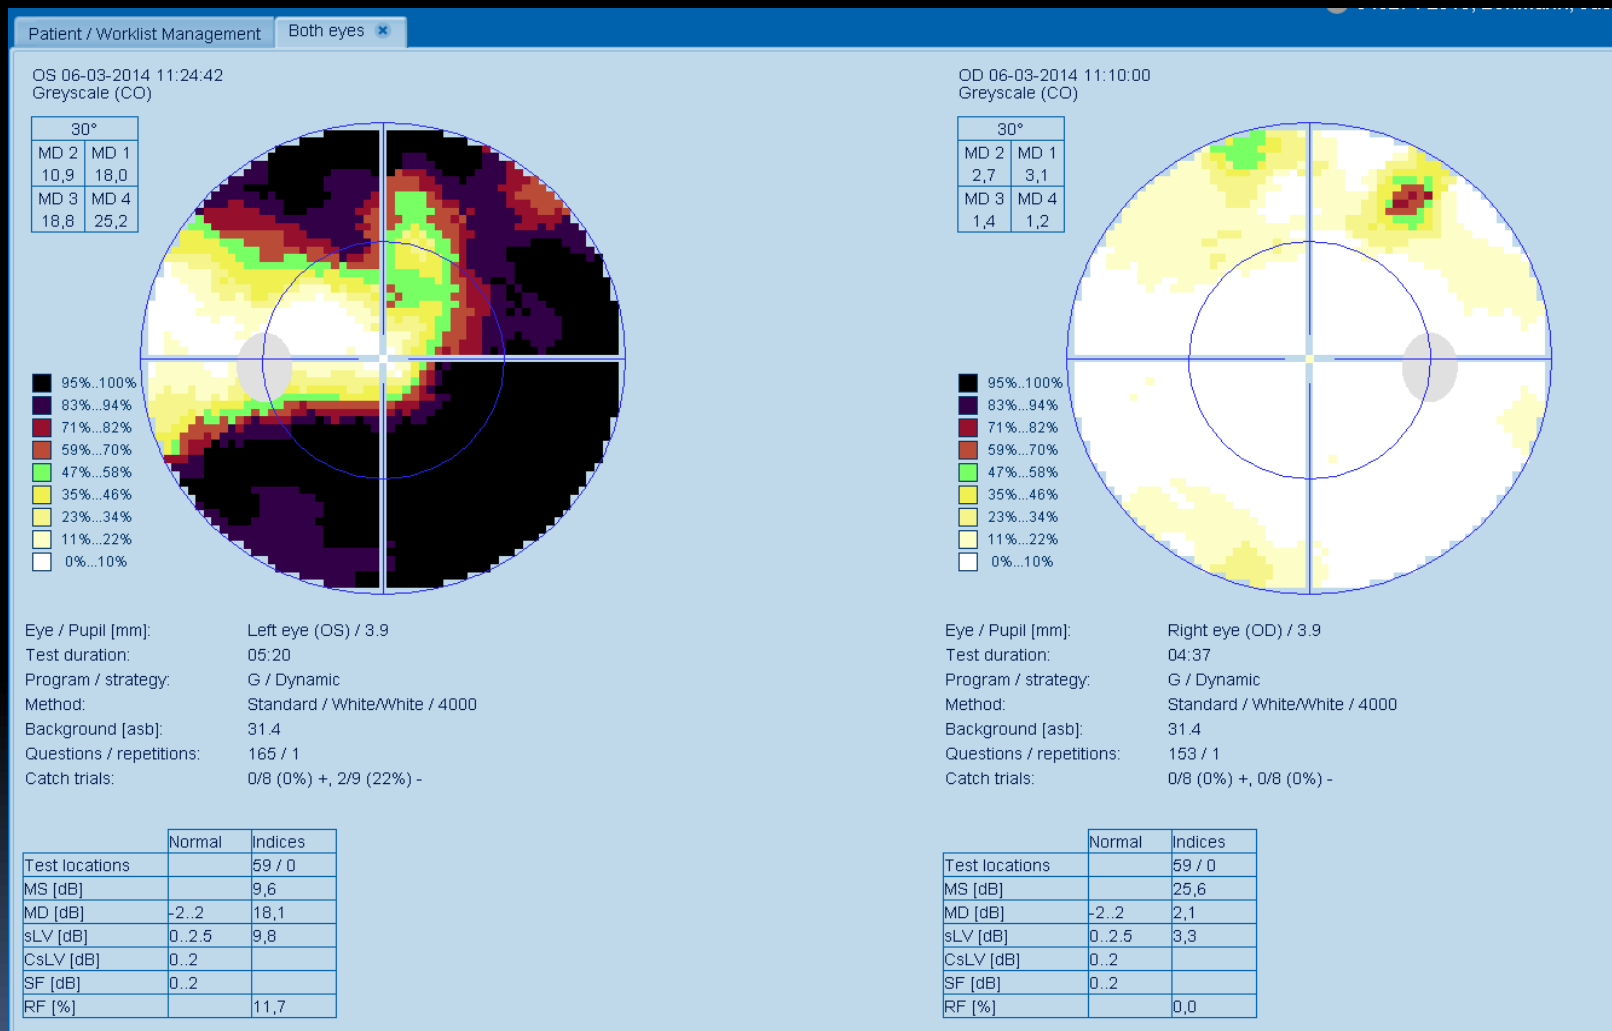 Patient / Worklist Management
Both eyes
OS 06-03-2014 11:24:42
Greyscale (CO)
30°
MD 2 MD 1
10,9 18,0
MD 3 MD 4
18,8 25,2
95%..100%
83%...94%
71%...82%
59%...70%
47%...58%
35%...46%
23%...34%
11%...22%
0%...10%
Eye / Pupil [mm]: Left eye (OS) / 3.9
Test duration: 05:20
Program / strategy: G / Dynamic
Method: Standard / White/White / 4000
Background [asb]: 31.4
Questions / repetitions: 165 / 1
Catch trials: 0/8 (0%) +, 2/9 (22%) -
Normal Indices
Test locations 59 / 0
MS [dB] 9,6
MD [dB] -2..2 18,1
sLV [dB] 0..2.5 9,8
CsLV [dB] 0..2
SF [dB] 0..2
RF [%] 11,7
OD 06-03-2014 11:10:00
Greyscale (CO)
30°
MD 2 MD 1
2,7 3,1
MD 3 MD 4
1,4 1,2
95%..100%
83%...94%
71%...82%
59%...70%
47%...58%
35%...46%
23%...34%
11%...22%
0%...10%
Eye / Pupil [mm]: Right eye (OD) / 3.9
Test duration: 04:37
Program / strategy: G / Dynamic
Method: Standard / White/White / 4000
Background [asb]: 31.4
Questions / repetitions: 153 / 1
Catch trials: 0/8 (0%) +, 0/8 (0%) -
Normal Indices
Test locations 59 / 0
MS [dB] 25,6
MD [dB] -2..2 2,1
sLV [dB] 0..2.5 3,3
CsLV [dB] 0..2
SF [dB] 0..2
RF [%] 0,0